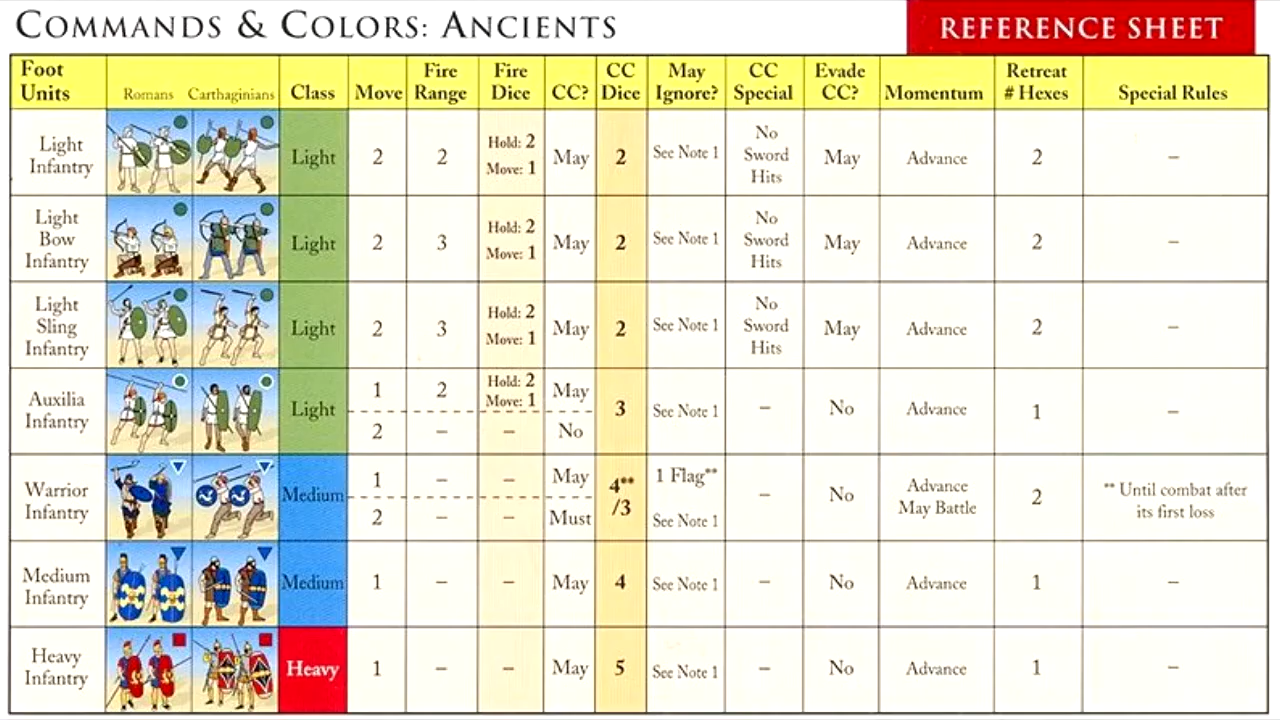 COMMANDS & COLORS: ANCIENTS
REFERENCE SHEET
Foot Units Romans Carthaginians Class Move Fire Range Fire Dice CC? CC Dice May Ignore? CC Special Evade CC? Momentum Retreat # Hexes Special Rules
Light Infantry Light 2 2 Hold: 2 Move: 1 May 2 See Note 1 No Sword Hits May Advance 2 –
Light Bow Infantry Light 2 3 Hold: 2 Move: 1 May 2 See Note 1 No Sword Hits May Advance 2 –
Light Sling Infantry Light 2 3 Hold: 2 Move: 1 May 2 See Note 1 No Sword Hits May Advance 2 –
Auxilia Infantry Light 1 2 Hold: 2 Move: 1 May 3 See Note 1 – No Advance 1 –
2 – – No
Warrior Infantry Medium 1 – – May 4** /3 1 Flag** See Note 1 – No Advance May Battle 2 ** Until combat after its first loss
2 – – Must
Medium Infantry Medium 1 – – May 4 See Note 1 – No Advance 1 –
Heavy Infantry Heavy 1 – – May 5 See Note 1 – No Advance 1 –